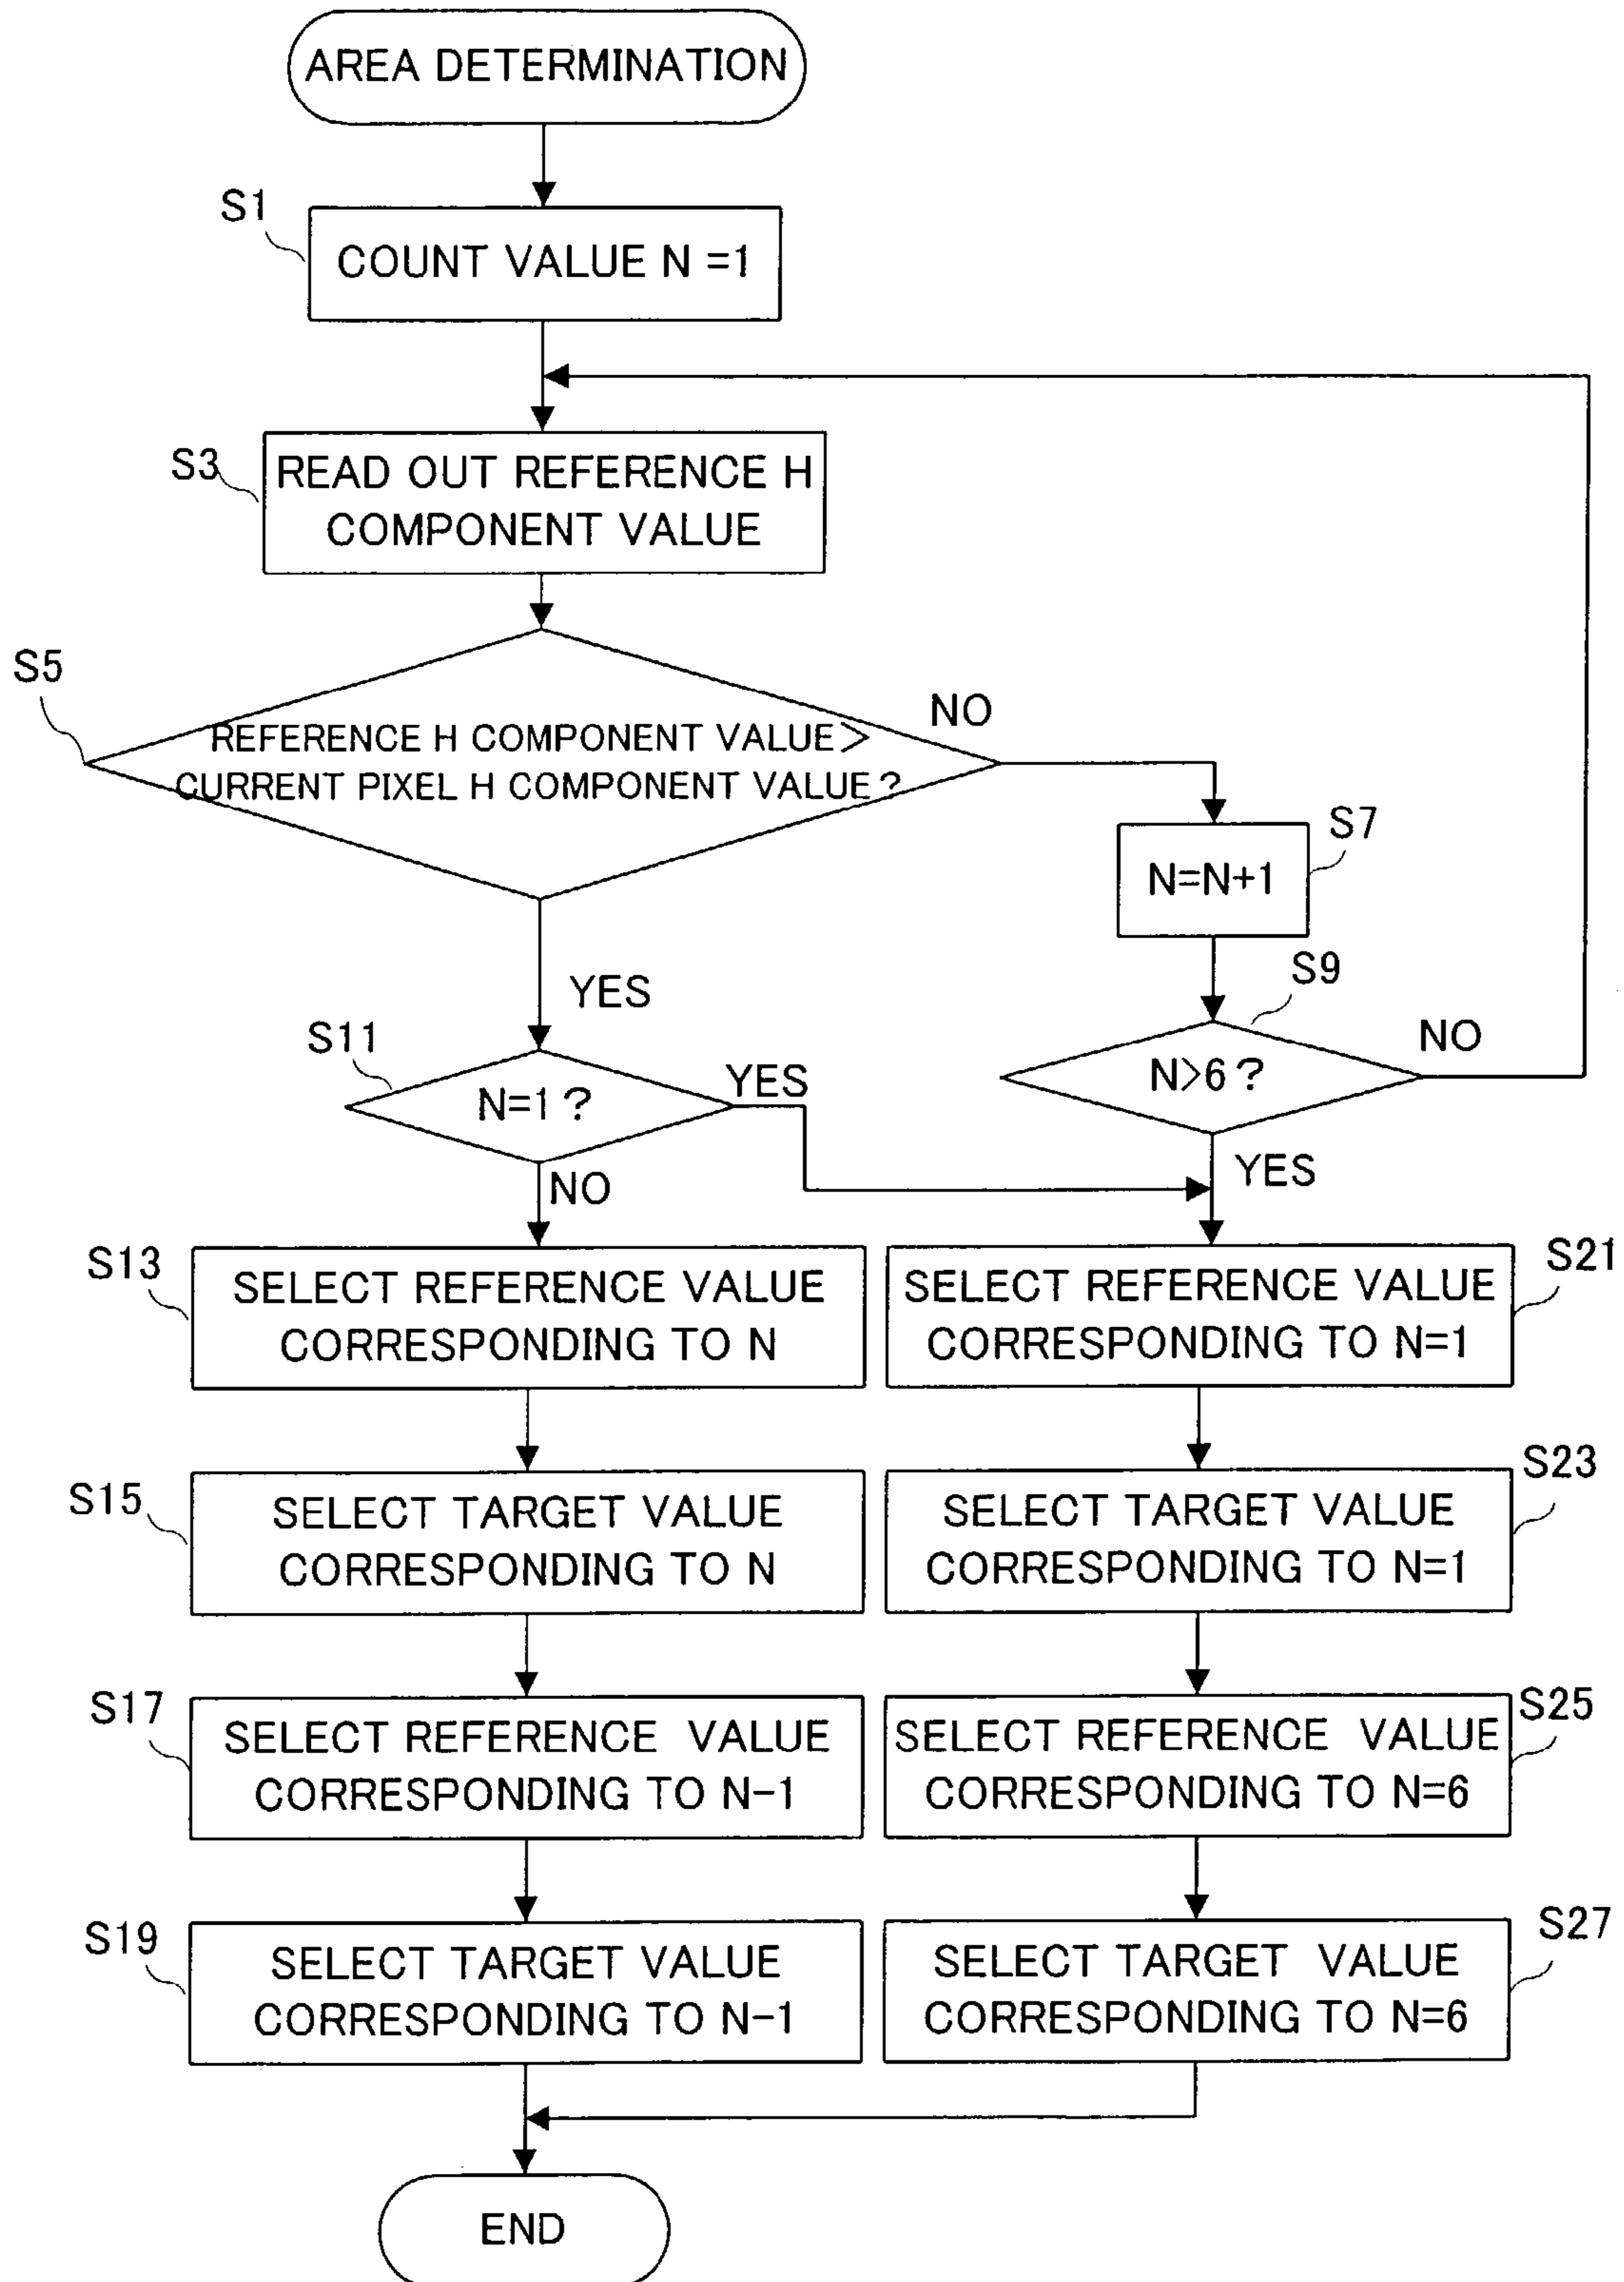 AREA DETERMINATION
S1
COUNT VALUE N =1
S3
READ OUT REFERENCE H
COMPONENT VALUE
S5
REFERENCE H COMPONENT VALUE>
CURRENT PIXEL H COMPONENT VALUE?
NO
S7
N=N+1
YES
S9
N>6?
NO
S11
N=1?
YES
NO
YES
S13
SELECT REFERENCE VALUE
CORRESPONDING TO N
S21
SELECT REFERENCE VALUE
CORRESPONDING TO N=1
S15
SELECT TARGET VALUE
CORRESPONDING TO N
S23
SELECT TARGET VALUE
CORRESPONDING TO N=1
S17
SELECT REFERENCE VALUE
CORRESPONDING TO N-1
S25
SELECT REFERENCE VALUE
CORRESPONDING TO N=6
S19
SELECT TARGET VALUE
CORRESPONDING TO N-1
S27
SELECT TARGET VALUE
CORRESPONDING TO N=6
END